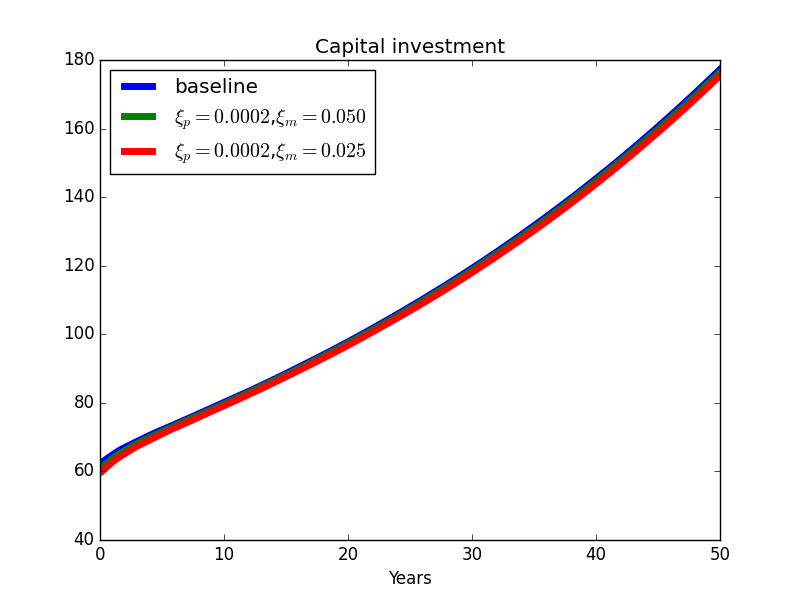 Capital investment
180
160
140
120
100
80
60
40
baseline
ξₚ = 0.0002,ξₘ = 0.050
ξₚ = 0.0002,ξₘ = 0.025
0 10 20 30 40 50
Years